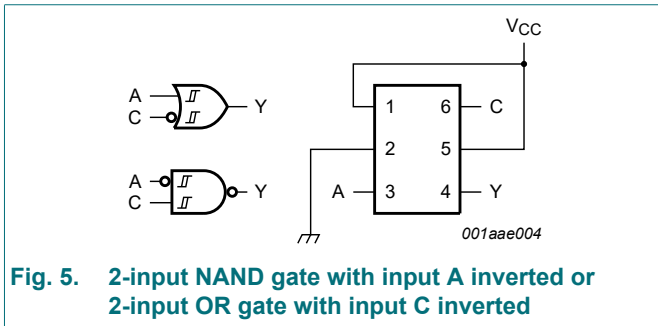 VCC
A
C
Y
A
C
Y
1
6
C
2
5
A
3
4
Y
001aae004
Fig. 5. 2-input NAND gate with input A inverted or
2-input OR gate with input C inverted